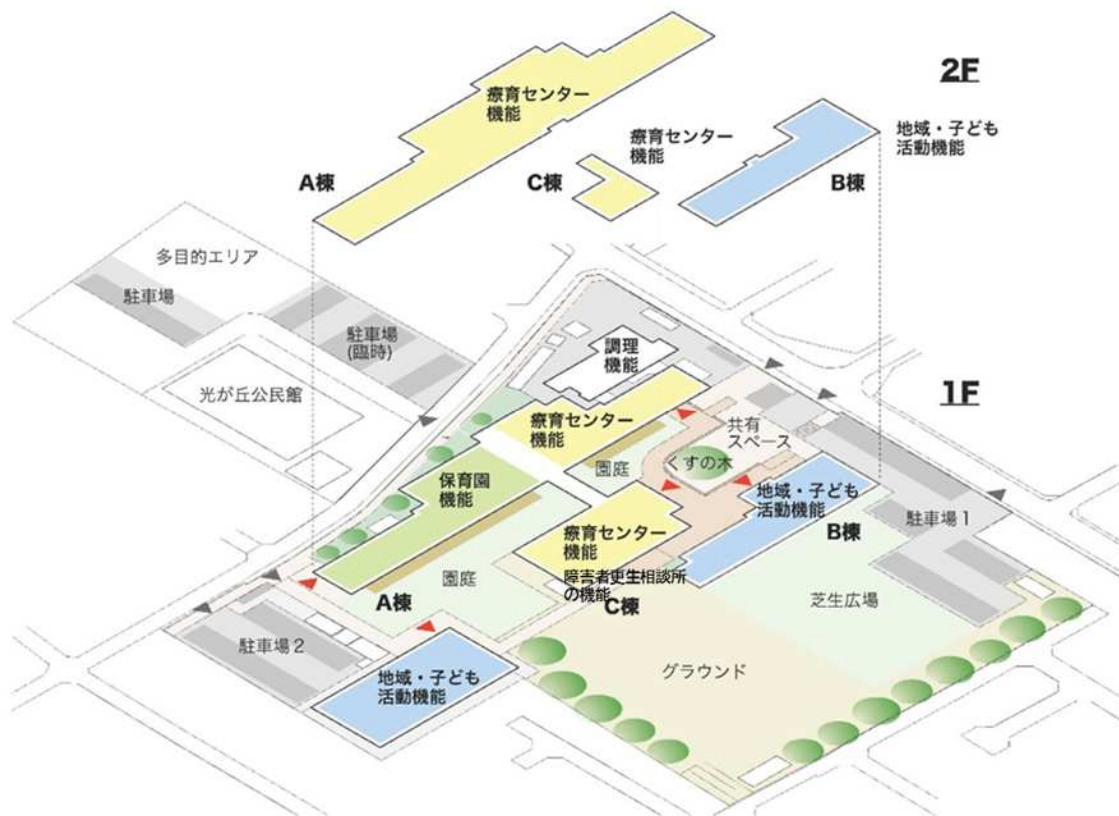 2F
療育センター
機能
A棟
療育センター
機能
C棟
地域・子ども
活動機能
B棟
多目的エリア
駐車場
駐車場
(臨時)
光が丘公民館
1F
調理
機能
療育センター
機能
共有
スペース
くすの木
園庭
保育園
機能
地域・子ども
活動機能
B棟
駐車場1
療育センター
機能
障害者更生相談所
の機能
C棟
園庭
A棟
芝生広場
駐車場2
グラウンド
地域・子ども
活動機能